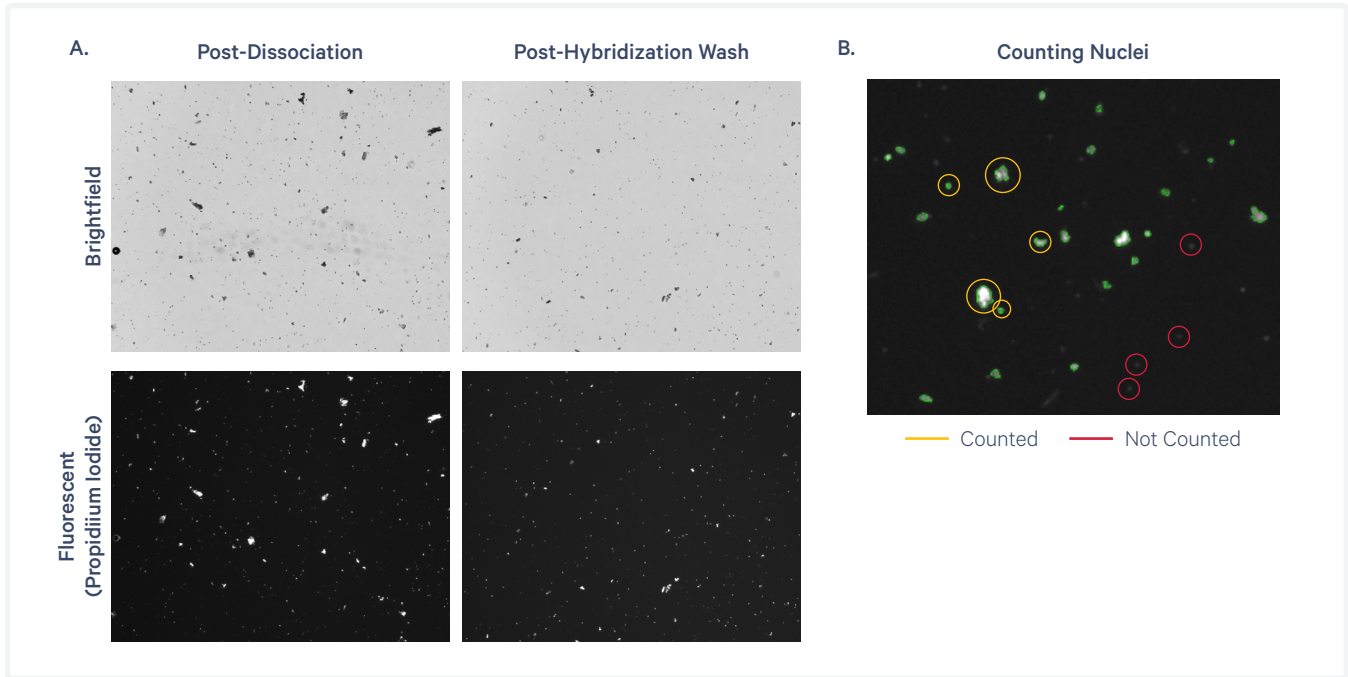 A.
Post-Dissociation
Post-Hybridization Wash
B.
Counting Nuclei
Brightfield
Fluorescent
(Propidium Iodide)
Counted
Not Counted